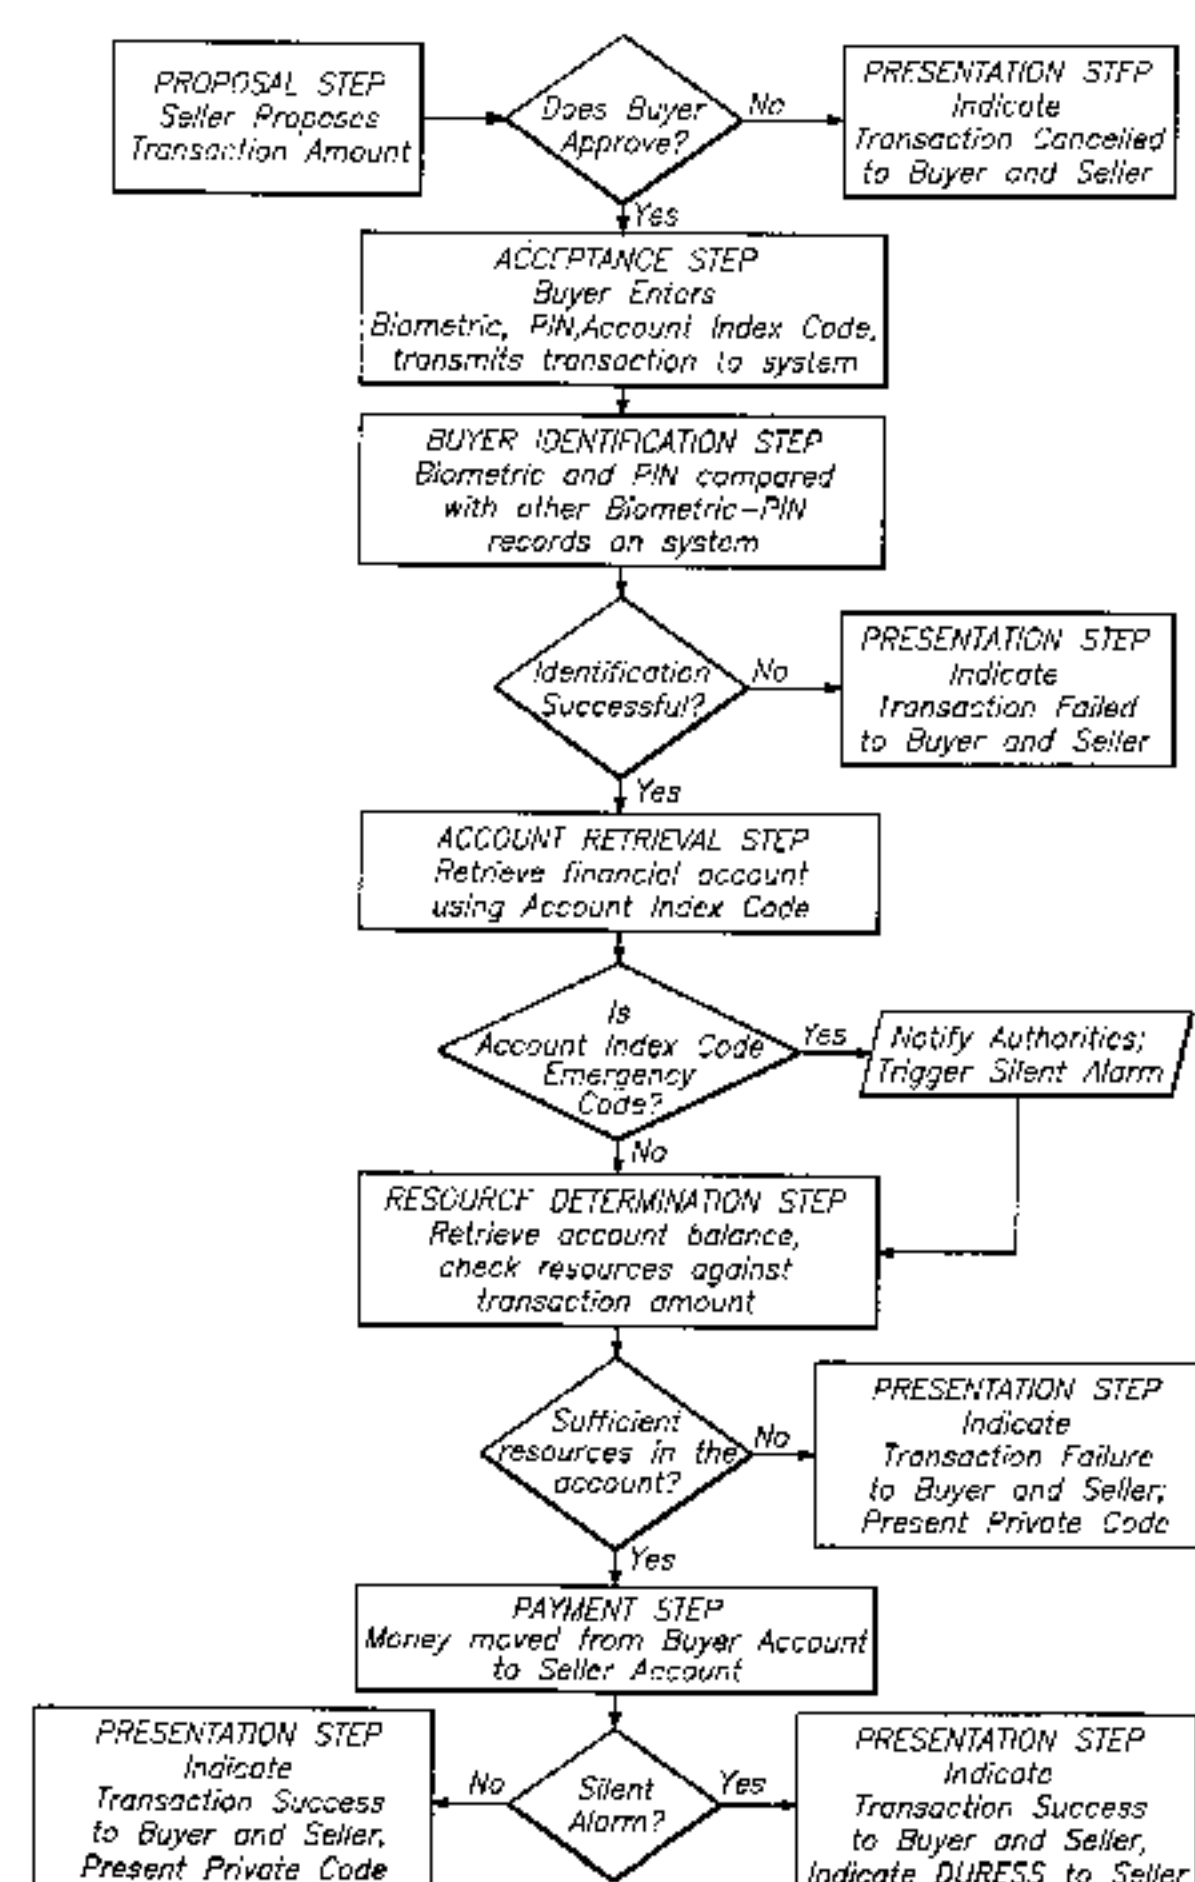 PROPOSAL STEP
Seller Proposes
Transaction Amount
Does Buyer
Approve?
No
PRESENTATION STEP
Indicate
Transaction Cancelled
to Buyer and Seller
Yes
ACCEPTANCE STEP
Buyer Enters
Biometric, PIN,Account Index Code,
transmits transaction to system
BUYER IDENTIFICATION STEP
Biometric and PIN compared
with other Biometric-PIN
records on system
Identification
Successful?
No
PRESENTATION STEP
Indicate
Transaction Failed
to Buyer and Seller
Yes
ACCOUNT RETRIEVAL STEP
Retrieve financial account
using Account Index Code
Is
Account Index Code
Emergency
Code?
Yes
Notify Authorities;
Trigger Silent Alarm
No
RESOURCE DETERMINATION STEP
Retrieve account balance,
check resources against
transaction amount
Sufficient
resources in the
account?
No
PRESENTATION STEP
Indicate
Transaction Failure
to Buyer and Seller;
Present Private Code
Yes
PAYMENT STEP
Money moved from Buyer Account
to Seller Account
PRESENTATION STEP
Indicate
Transaction Success
to Buyer and Seller,
Present Private Code
No
Silent
Alarm?
Yes
PRESENTATION STEP
Indicate
Transaction Success
to Buyer and Seller,
Indicate DURESS to Seller